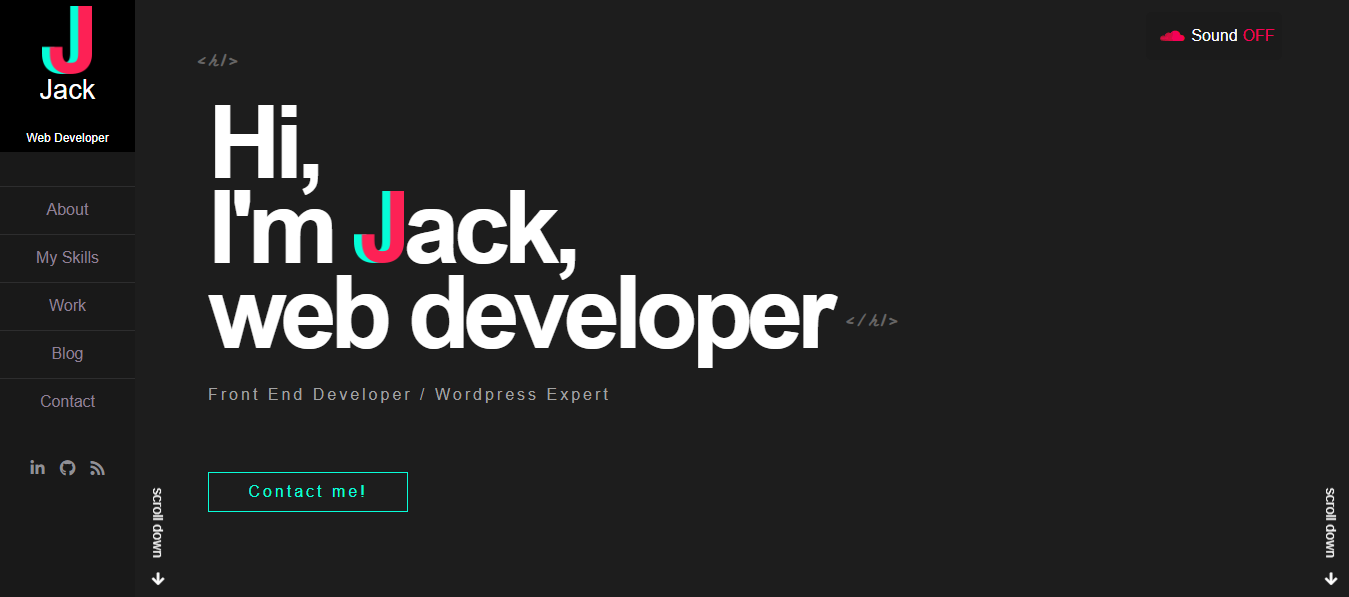 J
Jack
Web Developer
About
My Skills
Work
Blog
Contact
in
scroll down
<h1>
Hi,
I'm Jack,
web developer
</h1>
Front End Developer / Wordpress Expert
Contact me!
Sound OFF
scroll down